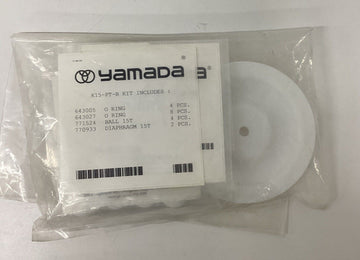 yamada
K15-PT-R KIT INCLUDES :
643005 O RING 4 PCS.
643027 O RING 8 PCS.
771524 BALL 15T 4 PCS.
770933 DIAPHRAGM 15T 2 PCS.